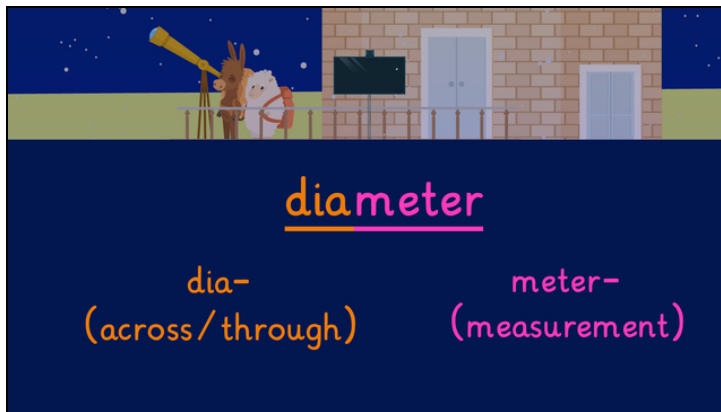 diameter
dia- meter-
(across/through) (measurement)